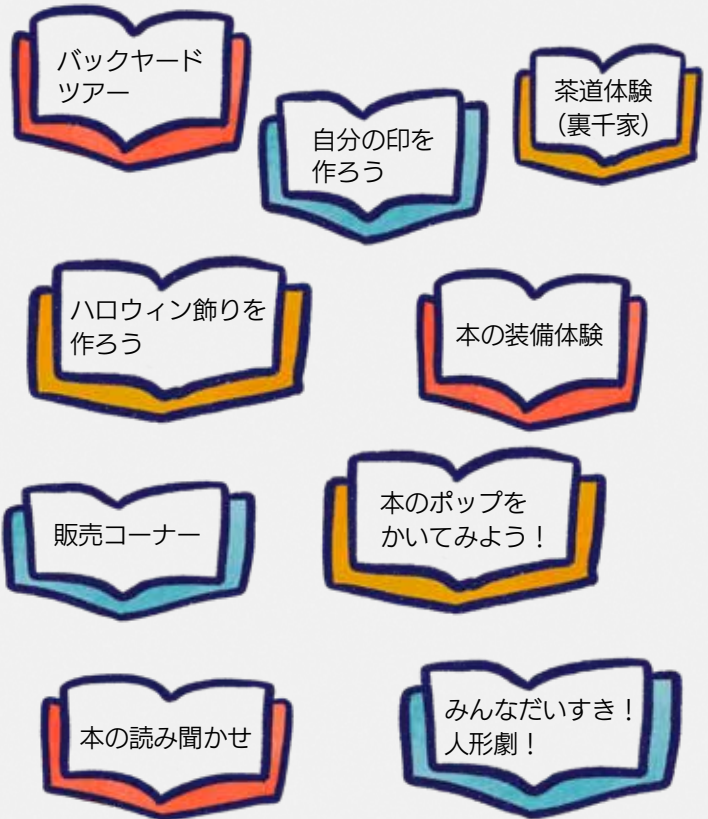 バックヤード
ツアー
自分の印を
作ろう
茶道体験
（裏千家）
ハロウィン飾りを
作ろう
本の装備体験
販売コーナー
本のポップを
かいてみよう！
本の読み聞かせ
みんなだいすき！
人形劇！